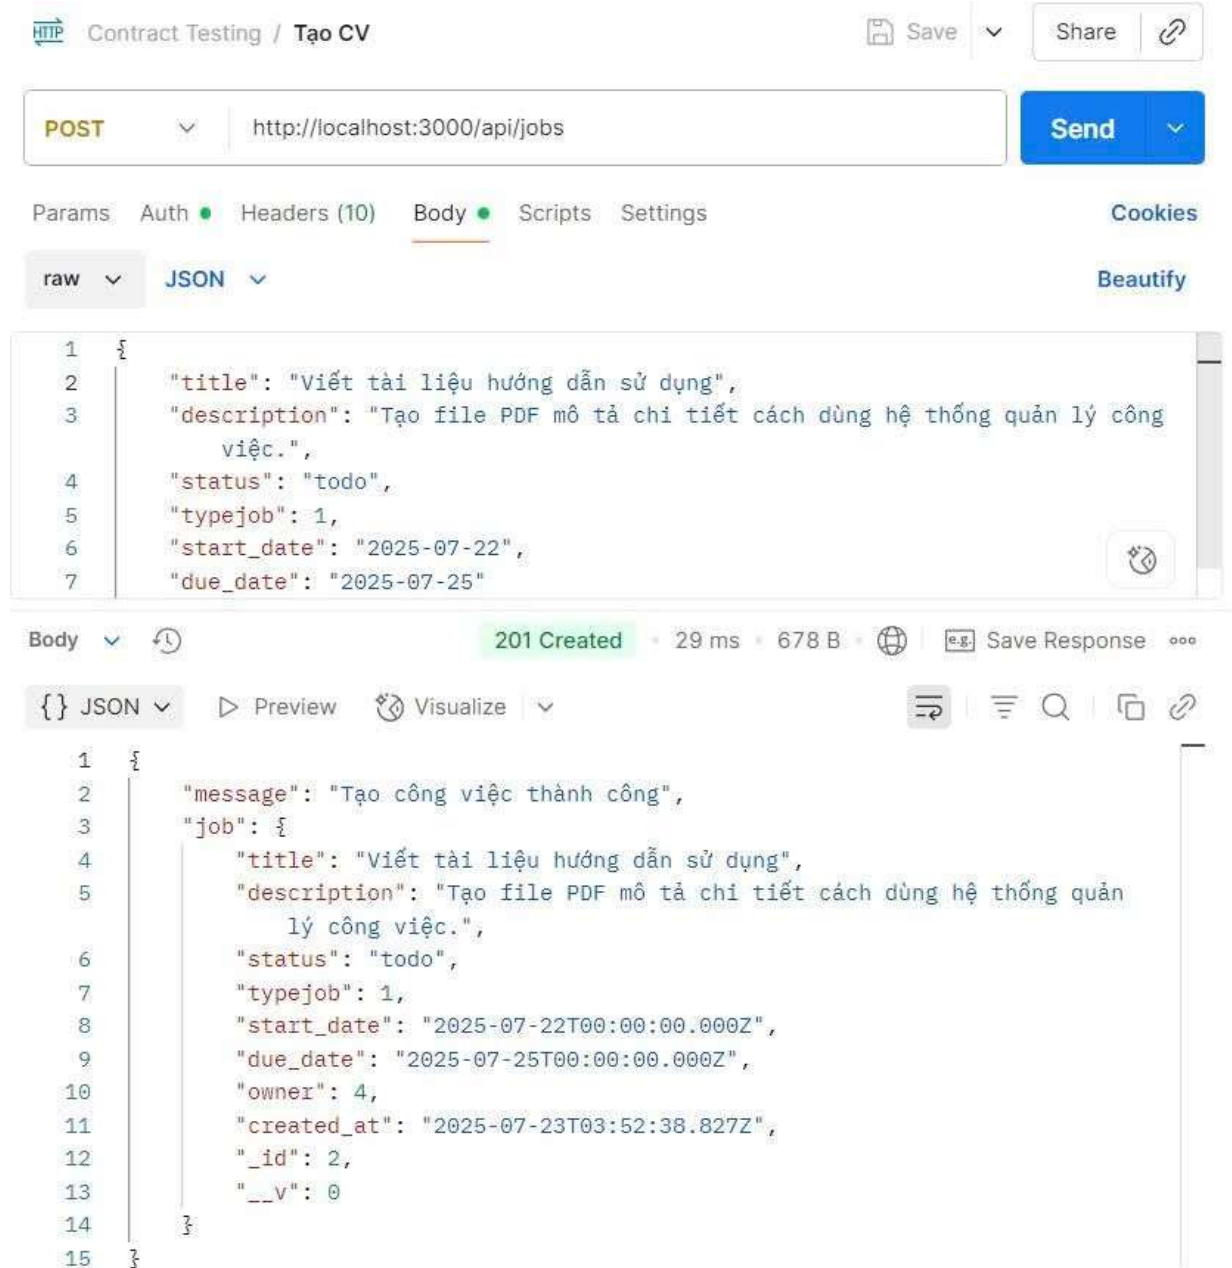 HTTP Contract Testing / Tạo CV Save Share
POST http://localhost:3000/api/jobs Send
Params Auth Headers (10) Body Scripts Settings Cookies
raw JSON Beautify
1 {
2 "title": "Viết tài liệu hướng dẫn sử dụng",
3 "description": "Tạo file PDF mô tả chi tiết cách dùng hệ thống quản lý công
việc.",
4 "status": "todo",
5 "typejob": 1,
6 "start_date": "2025-07-22",
7 "due_date": "2025-07-25"
Body 201 Created • 29 ms • 678 B • e.g. Save Response
{} JSON Preview Visualize
1 {
2 "message": "Tạo công việc thành công",
3 "job": {
4 "title": "Viết tài liệu hướng dẫn sử dụng",
5 "description": "Tạo file PDF mô tả chi tiết cách dùng hệ thống quản
lý công việc.",
6 "status": "todo",
7 "typejob": 1,
8 "start_date": "2025-07-22T00:00:00.000Z",
9 "due_date": "2025-07-25T00:00:00.000Z",
10 "owner": 4,
11 "created_at": "2025-07-23T03:52:38.827Z",
12 "_id": 2,
13 "__v": 0
14 }
15 }